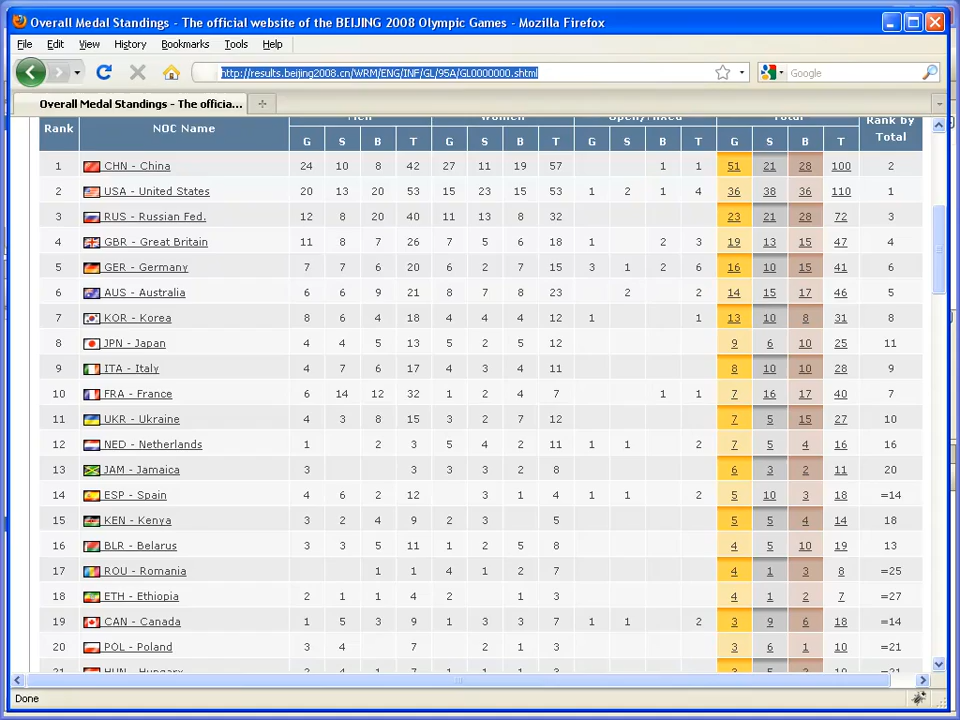 Overall Medal Standings - The official website of the BEIJING 2008 Olympic Games - Mozilla Firefox
File Edit View History Bookmarks Tools Help
http://results.beijing2008.cn/WRM/ENG/INF/GL/95A/GL0000000.shtml Google
Overall Medal Standings - The officia...
Rank NOC Name Men Women Open/Mixed Total Rank by Total
G S B T G S B T G S B T G S B T
1 CHN - China 24 10 8 42 27 11 19 57 1 1 51 21 28 100 2
2 USA - United States 20 13 20 53 15 23 15 53 1 2 1 4 36 38 36 110 1
3 RUS - Russian Fed. 12 8 20 40 11 13 8 32 23 21 28 72 3
4 GBR - Great Britain 11 8 7 26 7 5 6 18 1 2 3 19 13 15 47 4
5 GER - Germany 7 7 6 20 6 2 7 15 3 1 2 6 16 10 15 41 6
6 AUS - Australia 6 6 9 21 8 7 8 23 2 2 14 15 17 46 5
7 KOR - Korea 8 6 4 18 4 4 4 12 1 1 13 10 8 31 8
8 JPN - Japan 4 4 5 13 5 2 5 12 9 6 10 25 11
9 ITA - Italy 4 7 6 17 4 3 4 11 8 10 10 28 9
10 FRA - France 6 14 12 32 1 2 4 7 1 1 7 16 17 40 7
11 UKR - Ukraine 4 3 8 15 3 2 7 12 7 5 15 27 10
12 NED - Netherlands 1 2 3 5 4 2 11 1 1 2 7 5 4 16 16
13 JAM - Jamaica 3 3 3 3 2 8 6 3 2 11 20
14 ESP - Spain 4 6 2 12 3 1 4 1 1 2 5 10 3 18 =14
15 KEN - Kenya 3 2 4 9 2 3 5 5 5 4 14 18
16 BLR - Belarus 3 3 5 11 1 2 5 8 4 5 10 19 13
17 ROU - Romania 1 1 4 1 2 7 4 1 3 8 =25
18 ETH - Ethiopia 2 1 1 4 2 1 3 4 1 2 7 =27
19 CAN - Canada 1 5 3 9 1 3 3 7 1 1 2 3 9 6 18 =14
20 POL - Poland 3 4 7 2 1 3 3 6 1 10 =21
21 HUN - Hungary 2 4 1 7 1 1 1 3 3 5 2 10 =21
Done